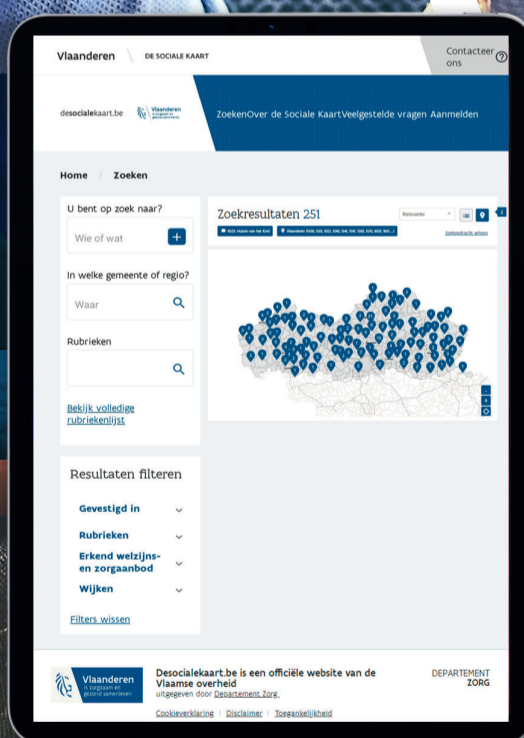 Vlaanderen
DE SOCIALE KAART
Contacteer
ons
desocialekaart.be
Vlaanderen
ZoekenOver de Sociale KaartVeelgestelde vragen Aanmelden
Home / Zoeken
U bent op zoek naar?
Wie of wat
In welke gemeente of regio?
Waar
Rubrieken
Bekijk volledige
rubriekenlijst
Zoekresultaten 251
Relevantie
Zoekopdracht wissen
Resultaten filteren
Gevestigd in
Rubrieken
Erkend welzijns-
en zorgaanbod
Wijken
Filters wissen
Vlaanderen
is zorgzaam en
gezond samenleven
Desocialekaart.be is een officiële website van de
Vlaamse overheid
uitgegeven door Departement Zorg.
Cookieverklaring | Disclaimer | Toegankelijkheid
DEPARTEMENT
ZORG